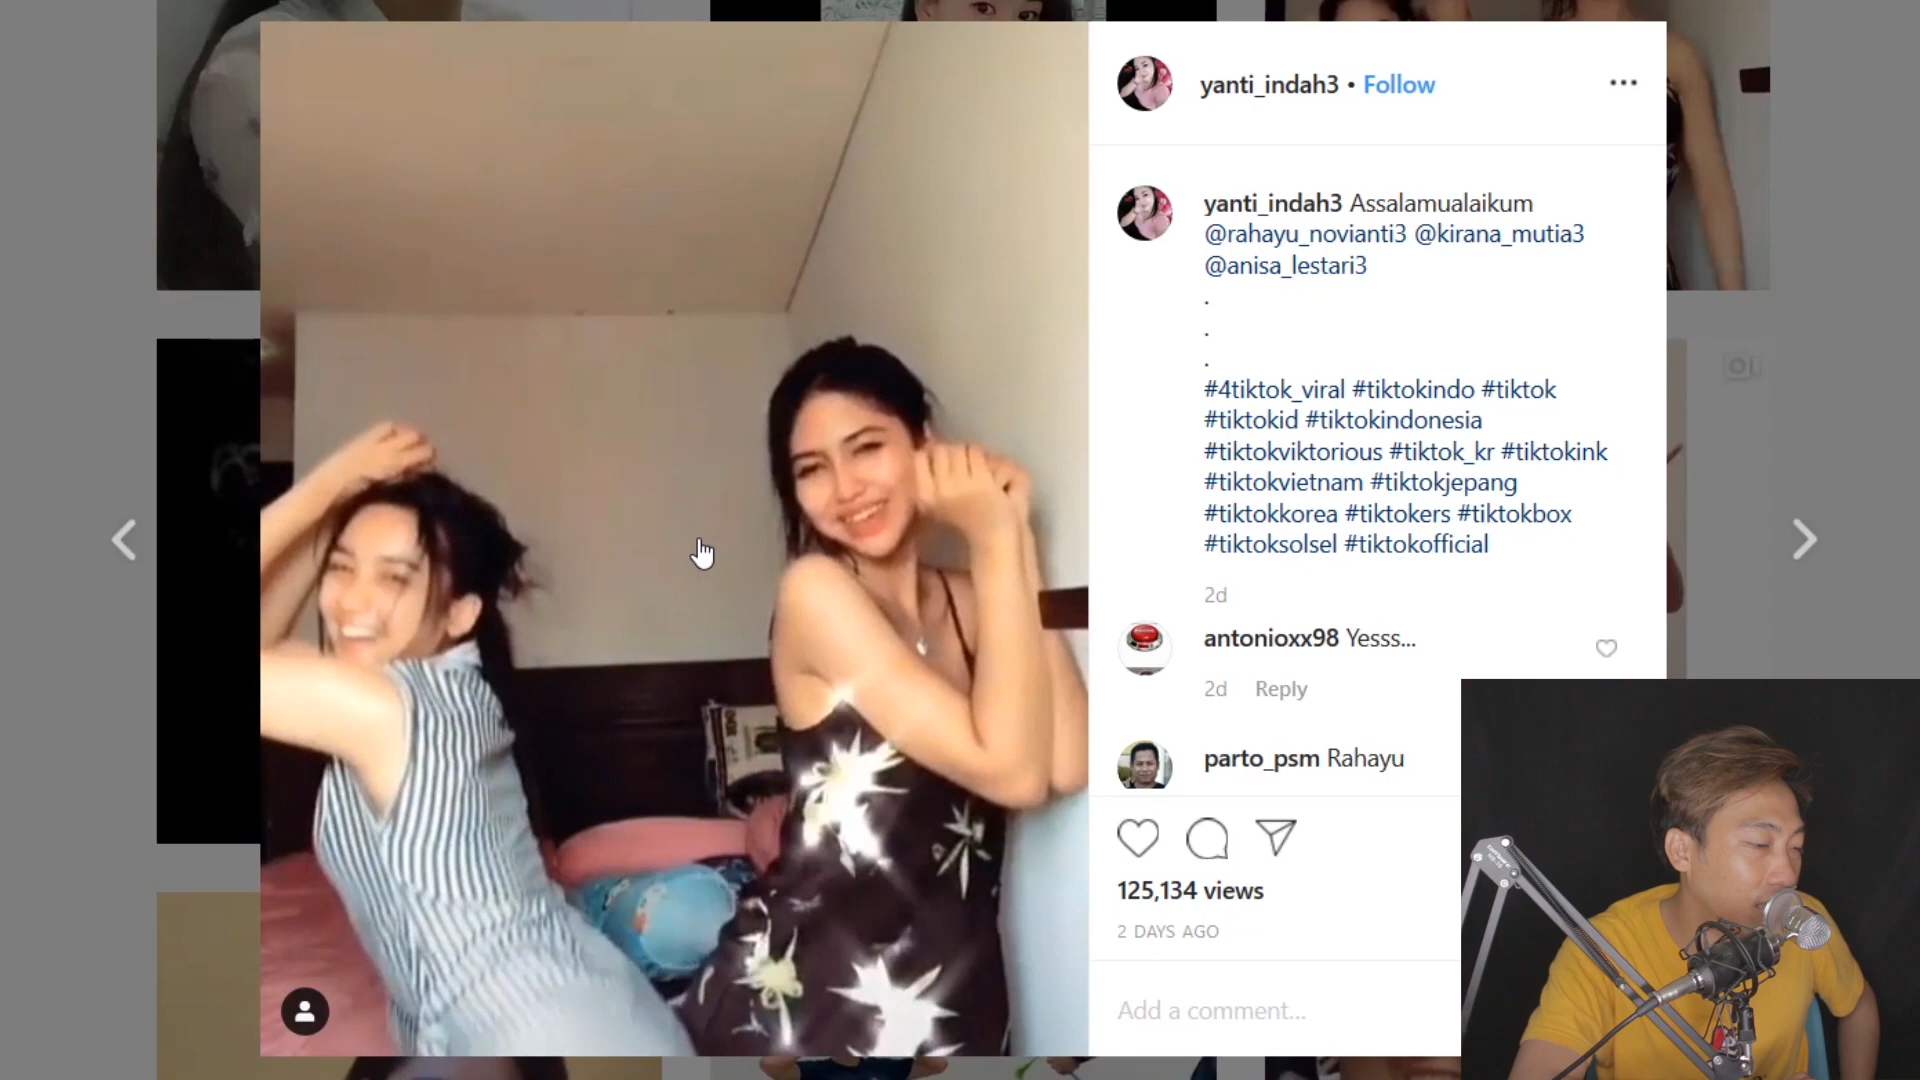 yanti_indah3 • Follow
yanti_indah3 Assalamualaikum
@rahayu_novianti3 @kirana_mutia3
@anisa_lestari3
.
.
.
#4tiktok_viral #tiktokindo #tiktok
#tiktokid #tiktokindonesia
#tiktokviktorious #tiktok_kr #tiktokink
#tiktokvietnam #tiktokjepang
#tiktokkorea #tiktokers #tiktokbox
#tiktoksolsel #tiktokofficial
2d
antonioxx98 Yesss...
2d Reply
parto_psm Rahayu
125,134 views
2 DAYS AGO
Add a comment...